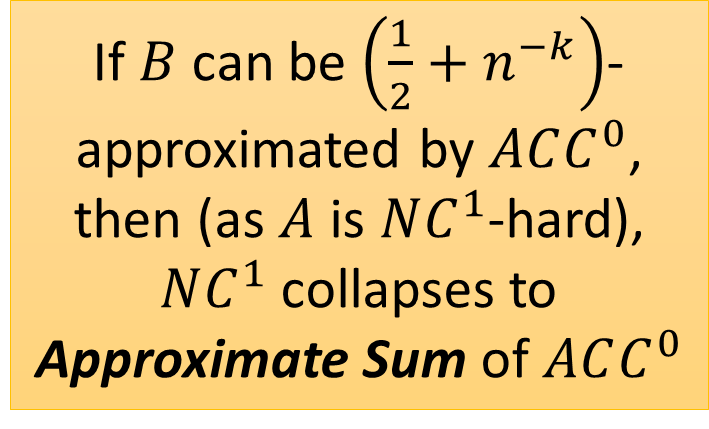 If B can be (1/2 + n^{-k})-
approximated by ACC^0,
then (as A is NC^1-hard),
NC^1 collapses to
Approximate Sum of ACC^0